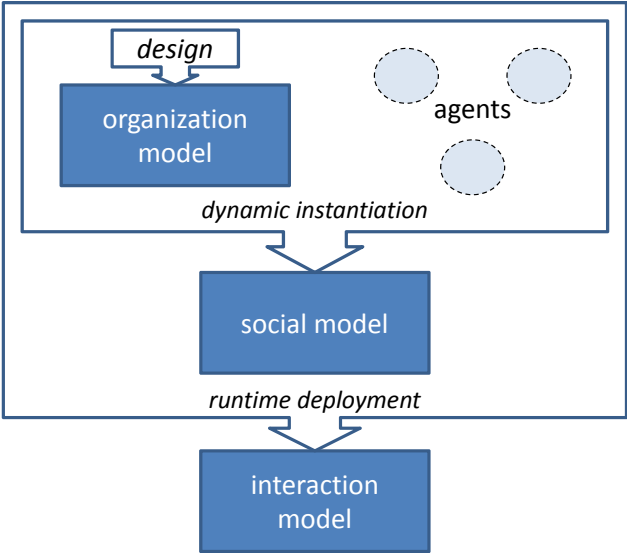 design
organization
model
agents
dynamic instantiation
social model
runtime deployment
interaction
model